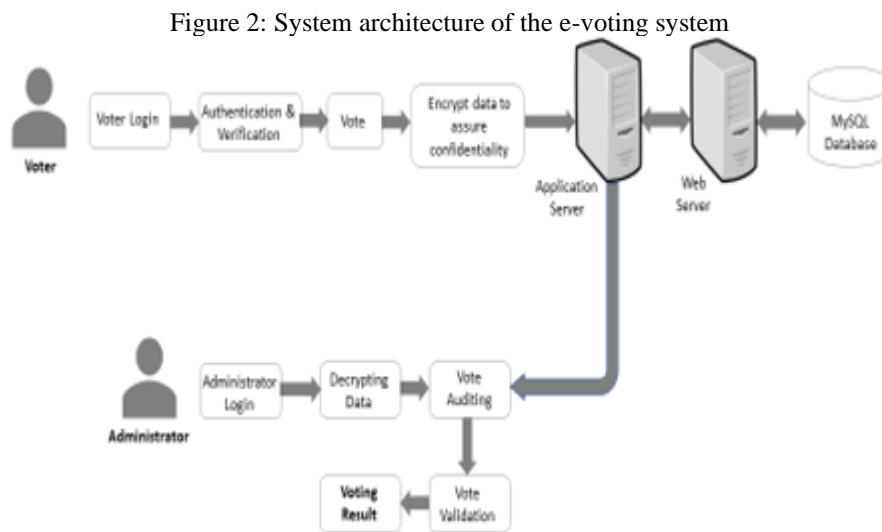 Figure 2: System architecture of the e-voting system
Voter Login
Authentication &
Verification
Vote
Encrypt data to
assure
confidentiality
MySQL
Database
Voter
Application
Server
Web
Server
Administrator
Login
Decrypting
Data
Vote
Auditing
Administrator
Voting
Result
Vote
Validation